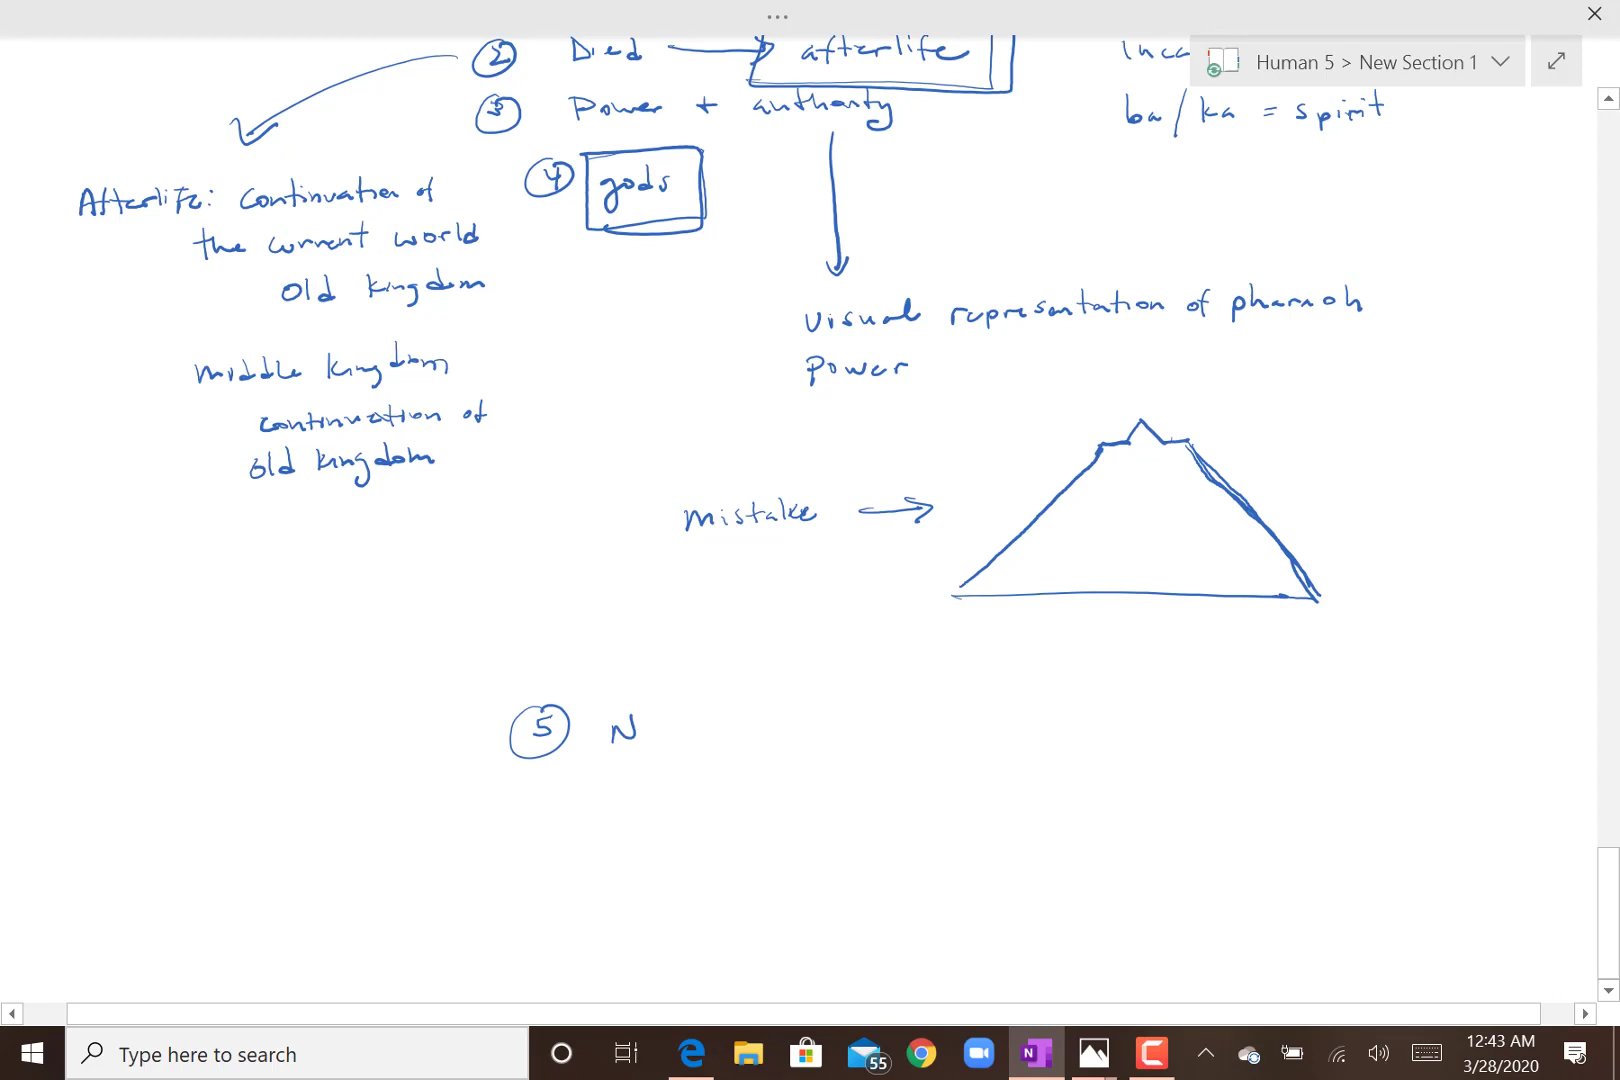 ② Died → afterlife
③ Power + authority
ba / ka = spirit
④ gods
Afterlife: continuation of
the current world
old kingdom
middle kingdom
continuation of
old kingdom
visual representation of pharaoh
power
mistake →
⑤ N
Human 5 > New Section 1
Type here to search
55
12:43 AM
3/28/2020